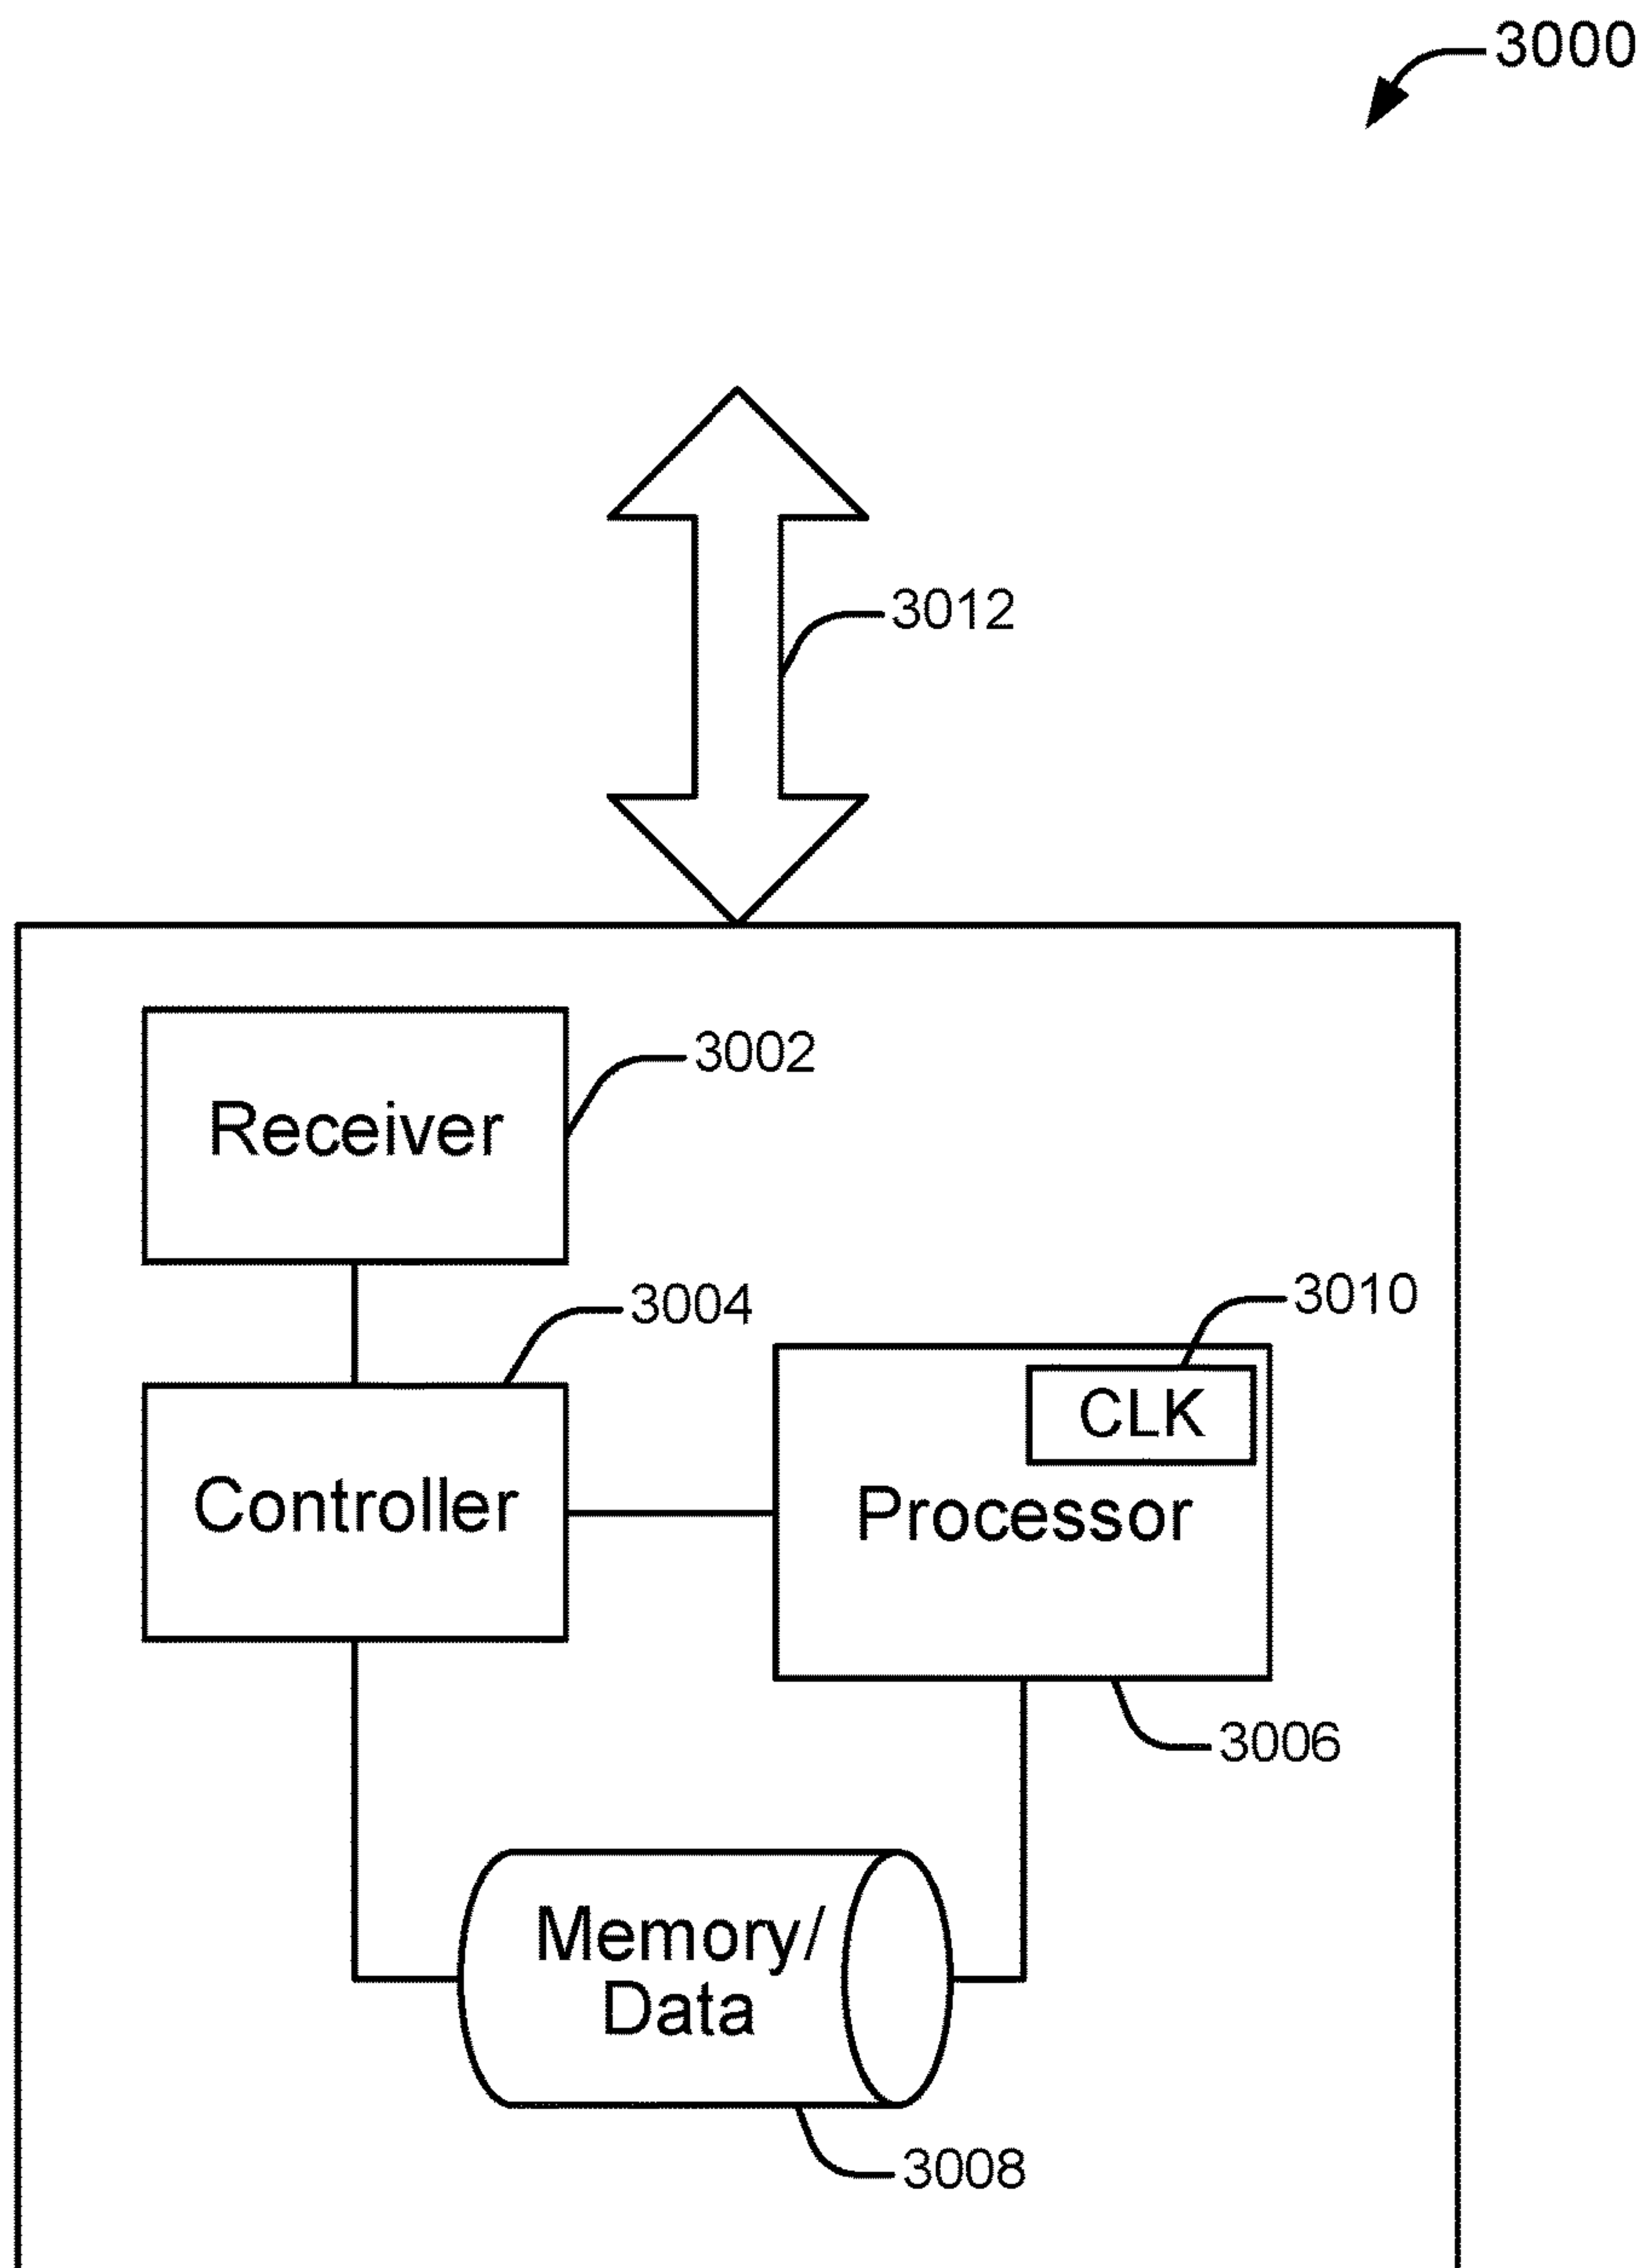 3000
3012
Receiver
3002
3004
Controller
3010
CLK
Processor
3006
Memory/
Data
3008